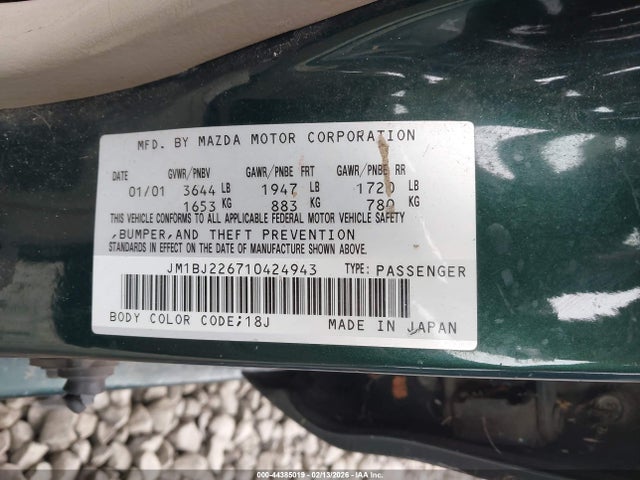 MFD. BY MAZDA MOTOR CORPORATION
DATE GVWR/PNBV GAWR/PNBE FRT GAWR/PNBE RR
01/01 3644 LB 1947 LB 1720 LB
1653 KG 883 KG 780 KG
THIS VEHICLE CONFORMS TO ALL APPLICABLE FEDERAL MOTOR VEHICLE SAFETY
,BUMPER,AND THEFT PREVENTION
STANDARDS IN EFFECT ON THE DATE OF MANUFACTURE SHOWN ABOVE.
JM1BJ226710424943 TYPE: PASSENGER
BODY COLOR CODE;18J MADE IN JAPAN
000-44385019 - 02/13/2026 - COPYRIGHT IAA, LLC.